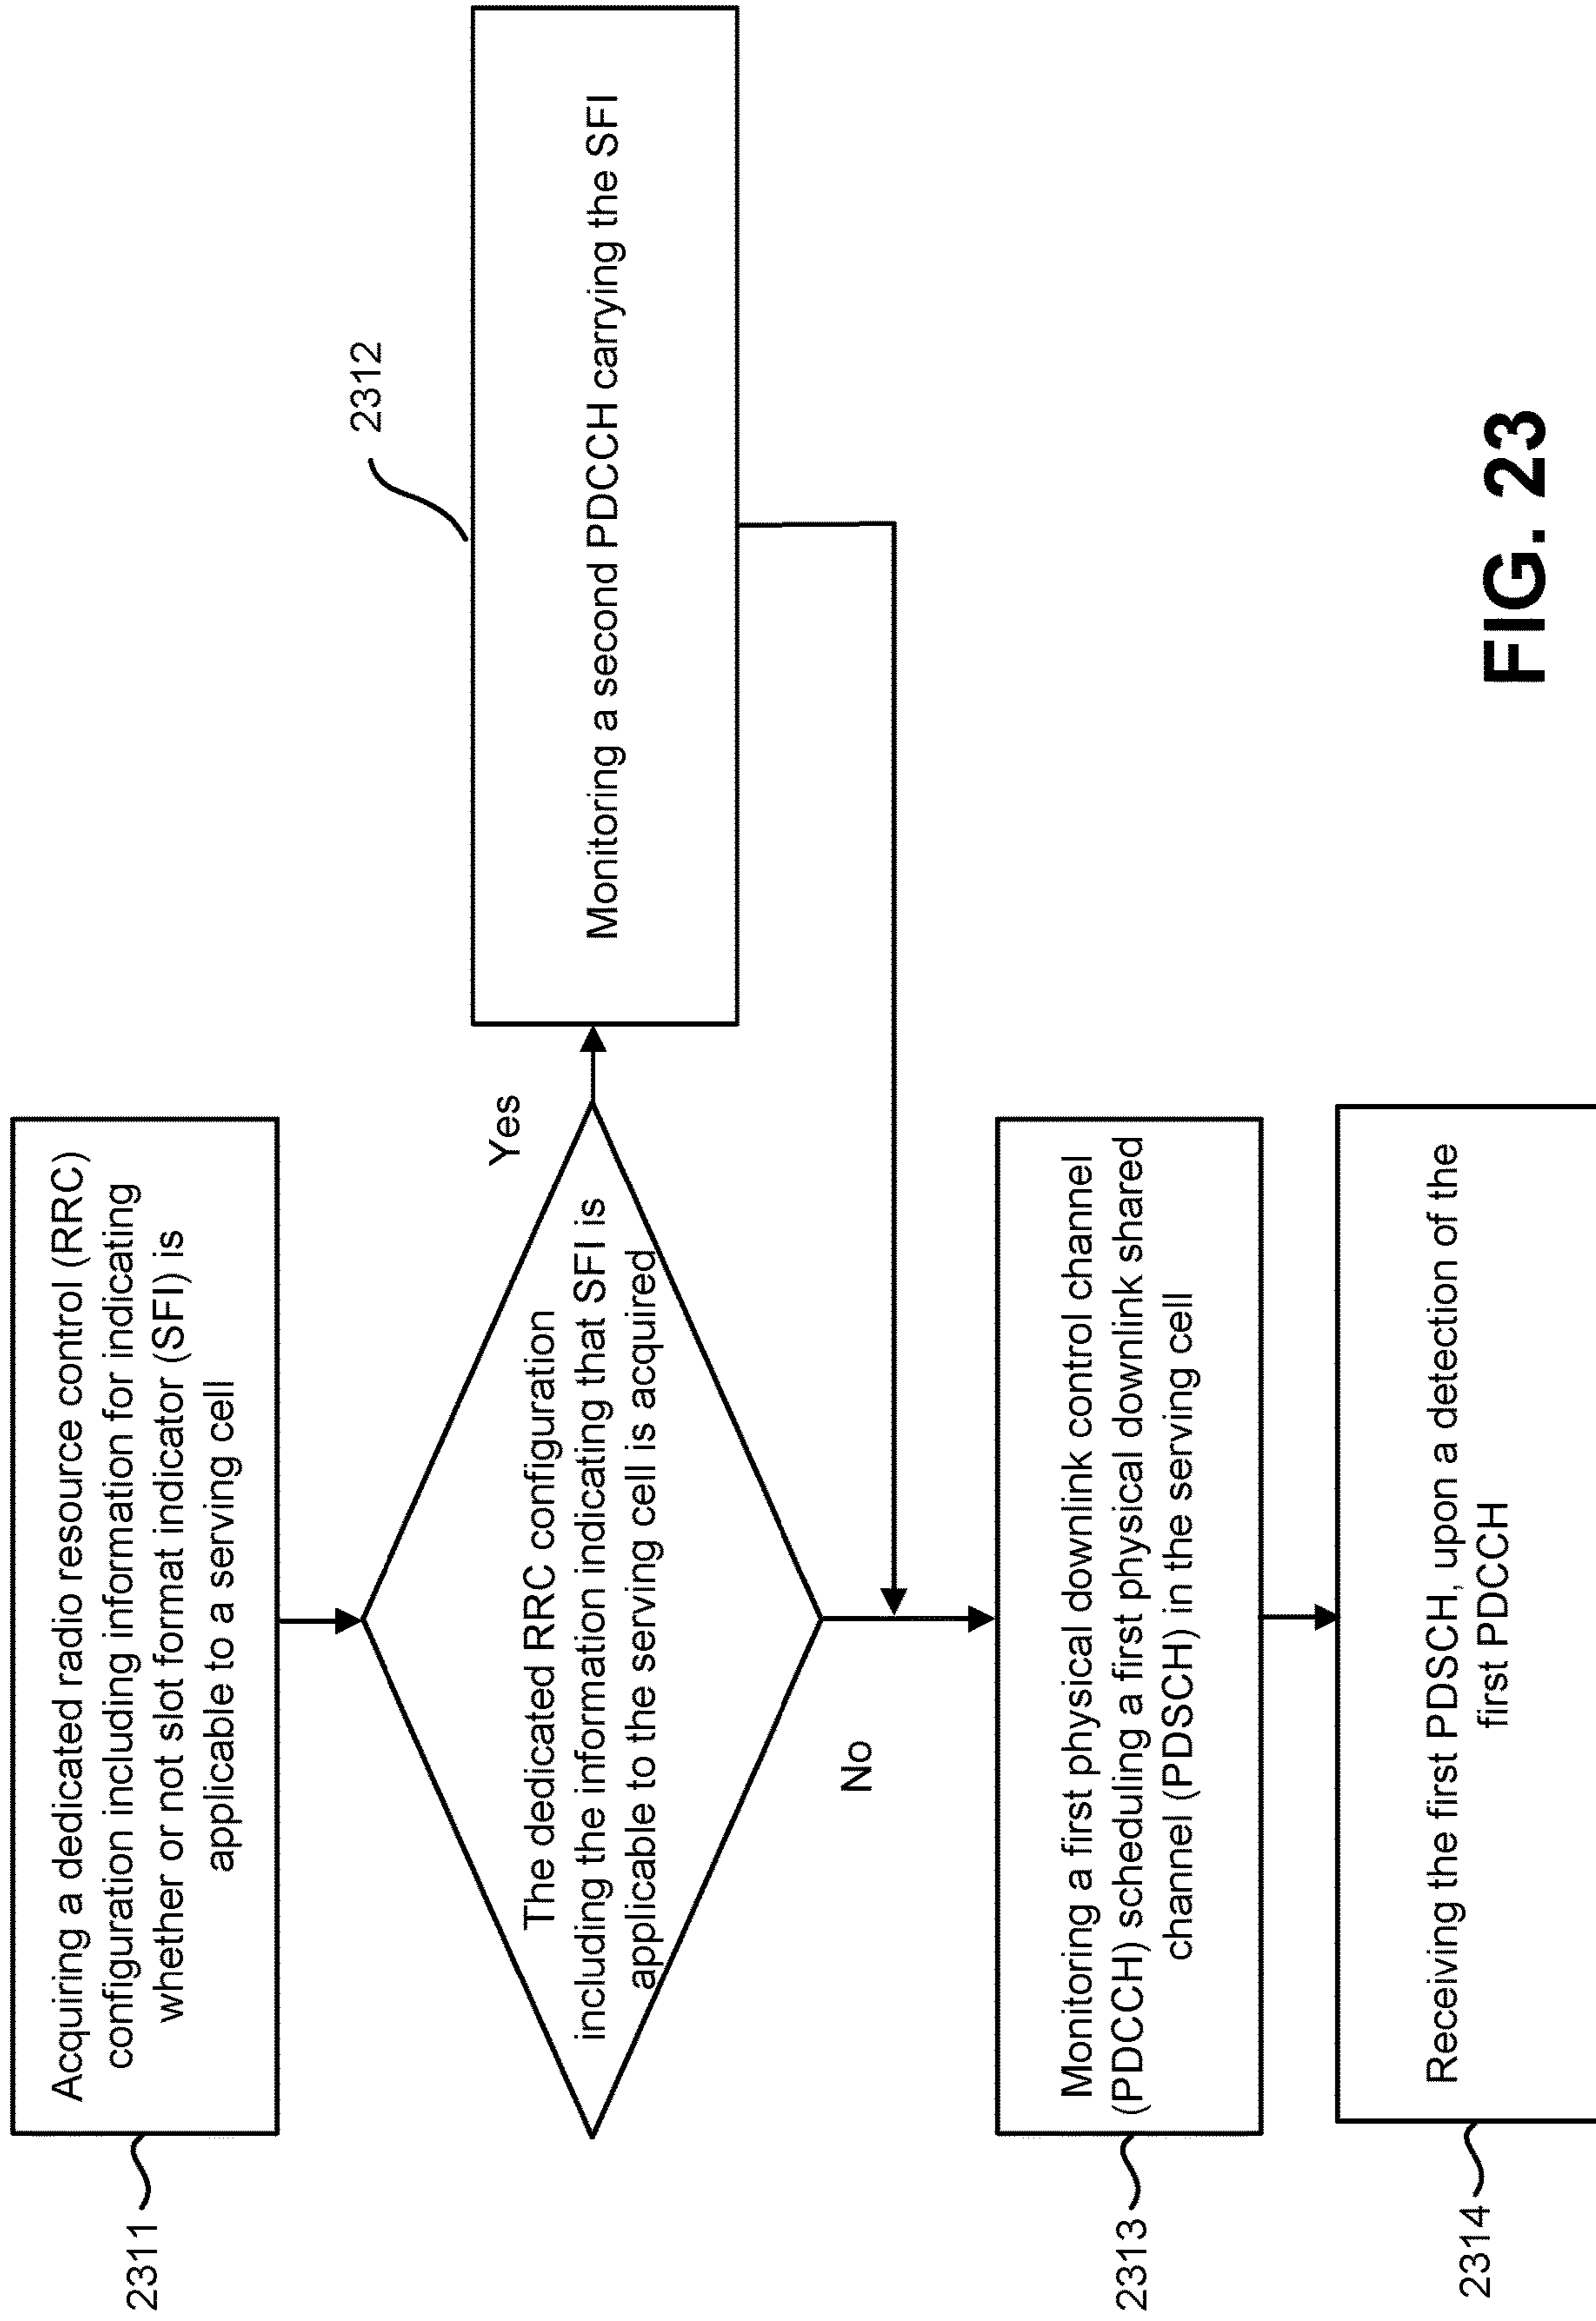 2311
Acquiring a dedicated radio resource control (RRC)
configuration including information for indicating
whether or not slot format indicator (SFI) is
applicable to a serving cell
The dedicated RRC configuration
including the information indicating that SFI is
applicable to the serving cell is acquired
Yes
2312
Monitoring a second PDCCH carrying the SFI
No
2313
Monitoring a first physical downlink control channel
(PDCCH) scheduling a first physical downlink shared
channel (PDSCH) in the serving cell
2314
Receiving the first PDSCH, upon a detection of the
first PDCCH
FIG. 23